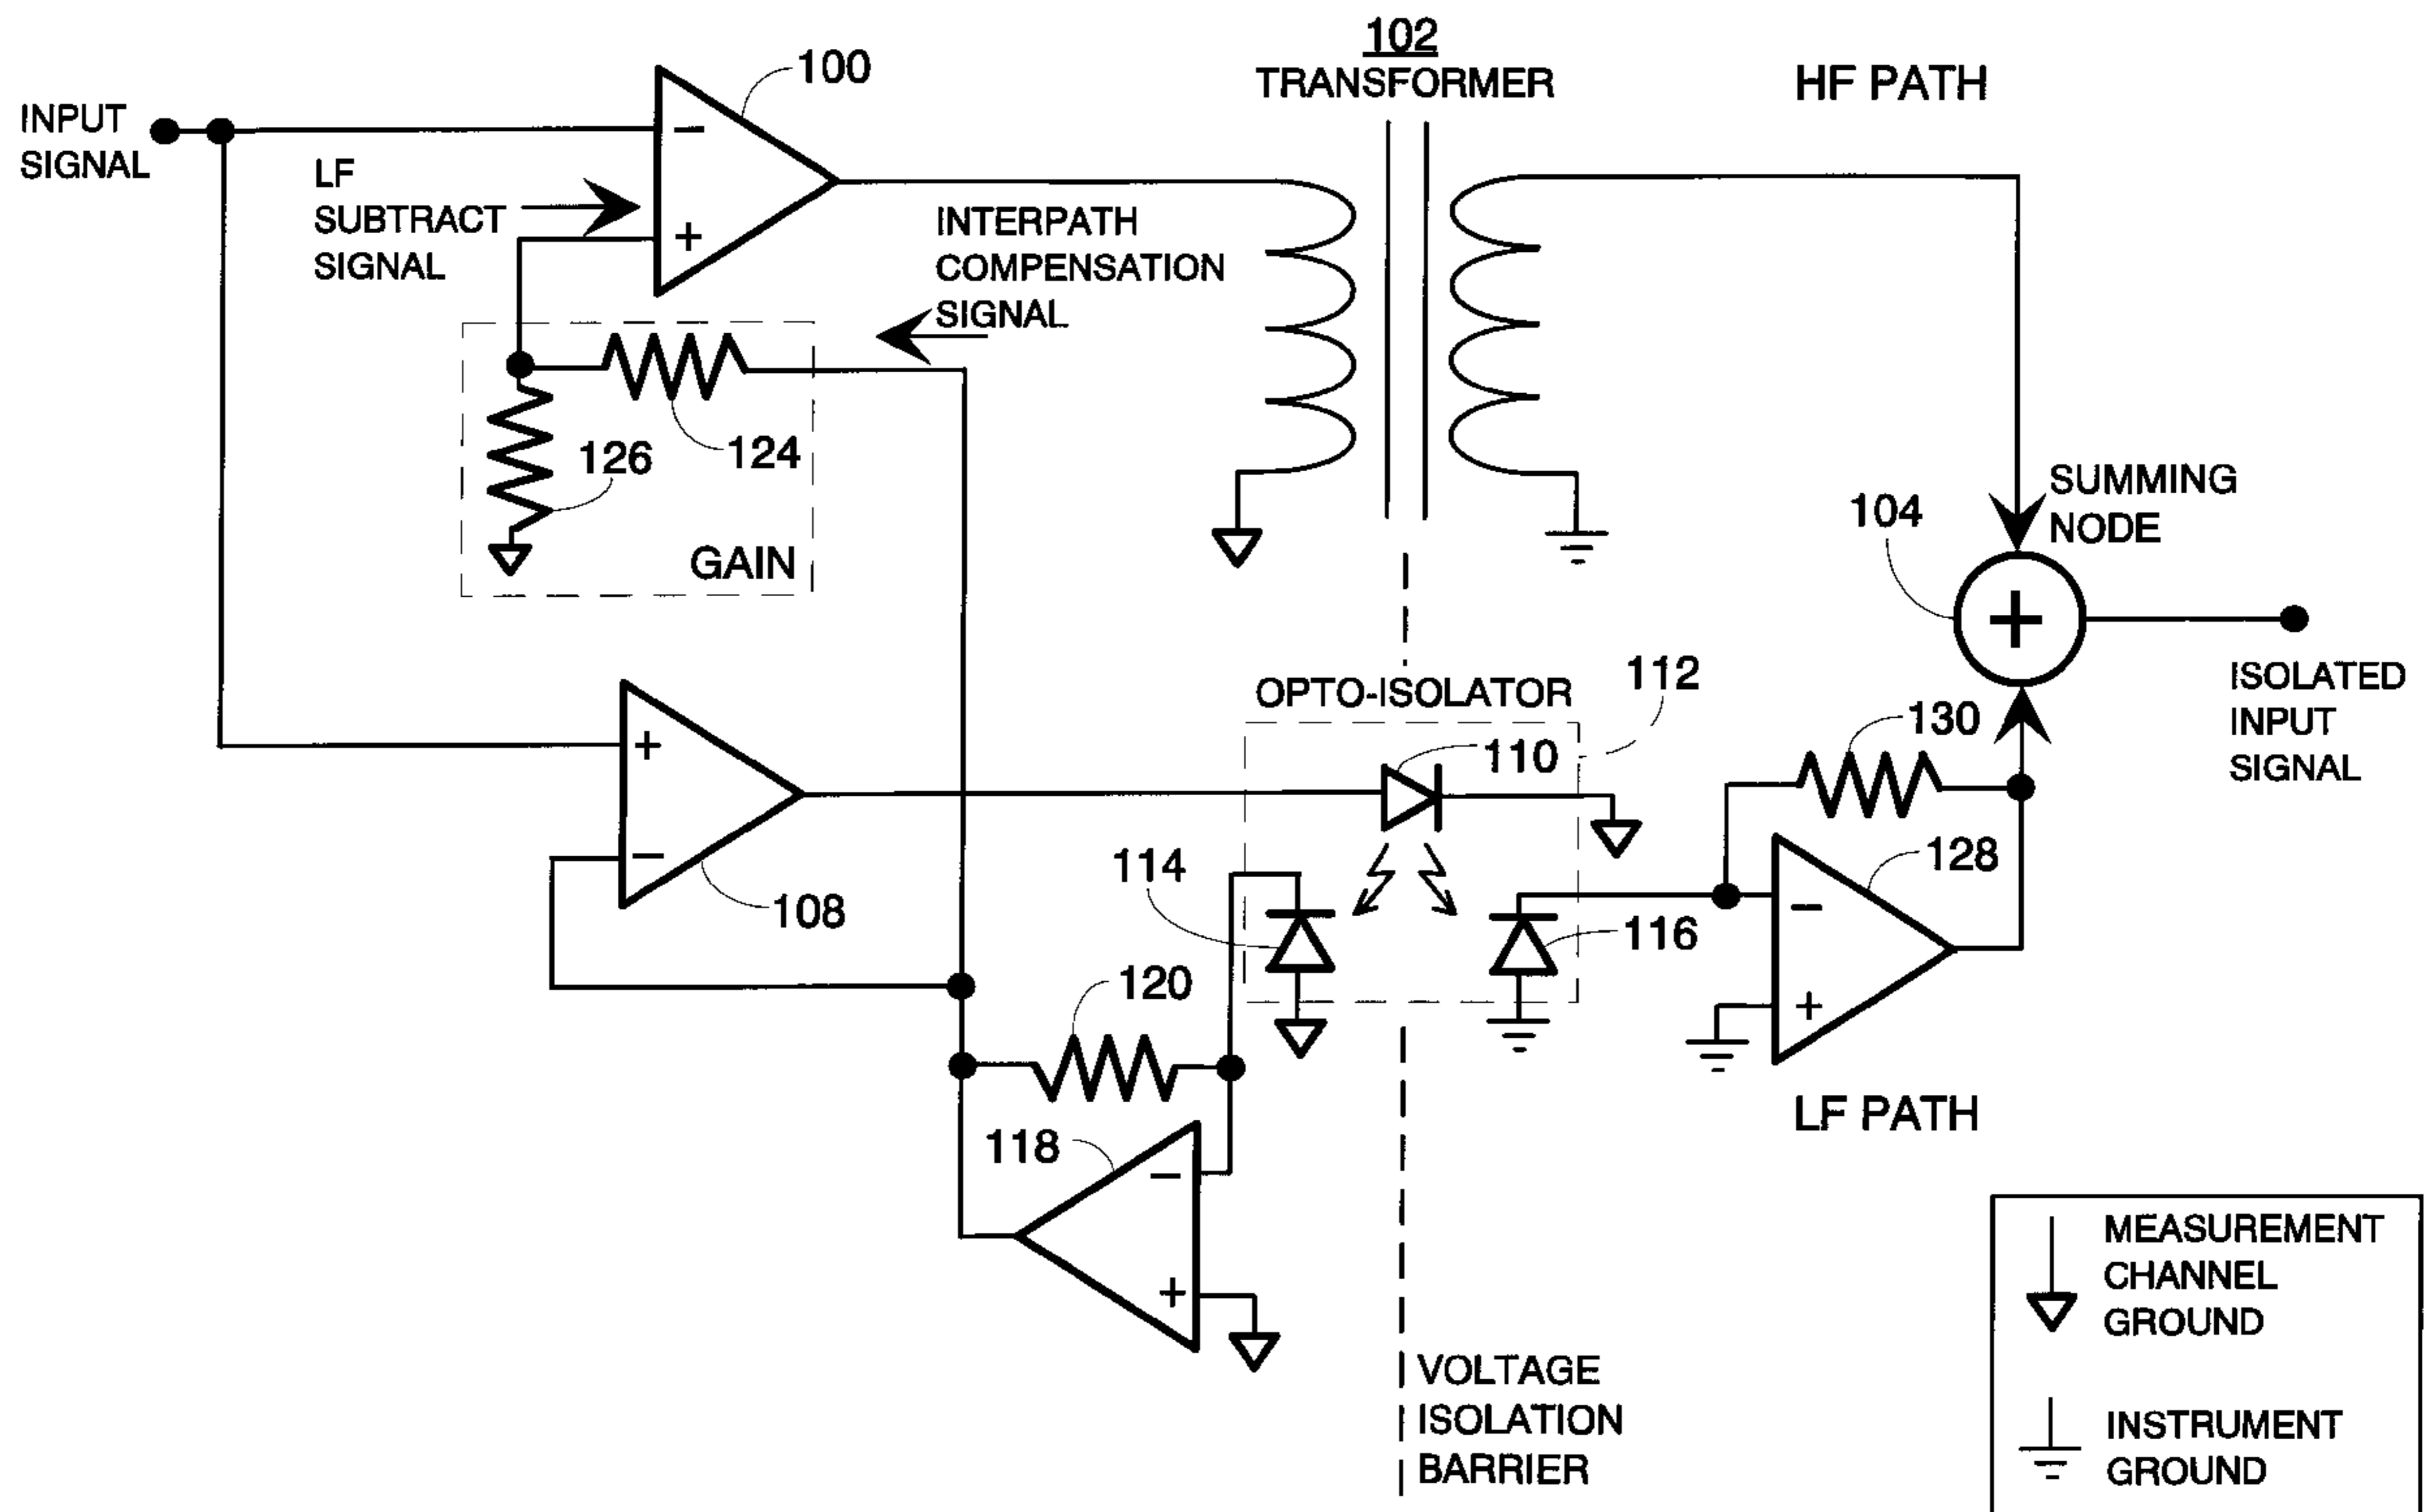 102
TRANSFORMER
HF PATH
100
INPUT
SIGNAL
−
LF
SUBTRACT
SIGNAL
+
INTERPATH
COMPENSATION
SIGNAL
126
124
GAIN
104
SUMMING
NODE
+
ISOLATED
INPUT
SIGNAL
OPTO-ISOLATOR
112
110
130
+
−
108
114
116
128
−
+
120
118
−
+
LF PATH
VOLTAGE
ISOLATION
BARRIER
MEASUREMENT
CHANNEL
GROUND
INSTRUMENT
GROUND